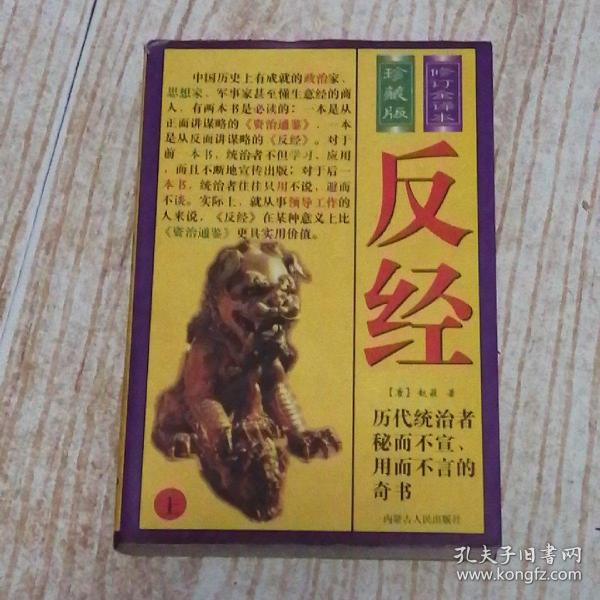 中国历史上有成就的政治家、
思想家、军事家甚至懂生意经的商
人，有两本书是必读的：一本是从
正面讲谋略的《资治通鉴》，一本
是从反面讲谋略的《反经》。对于
前一本书，统治者不但学习、应用
，而且不断地宣传出版；对于后一
本书，统治者往往只用不说，避而
不谈。实际上，就从事领导工作的
人来说，《反经》在某种意义上比
《资治通鉴》更具实用价值。
珍藏版
修订全译本
反经
［唐］赵蕤 著
历代统治者
秘而不宣、
用而不言的
奇书
上
内蒙古人民出版社
孔夫子旧书网
www.kongfz.com